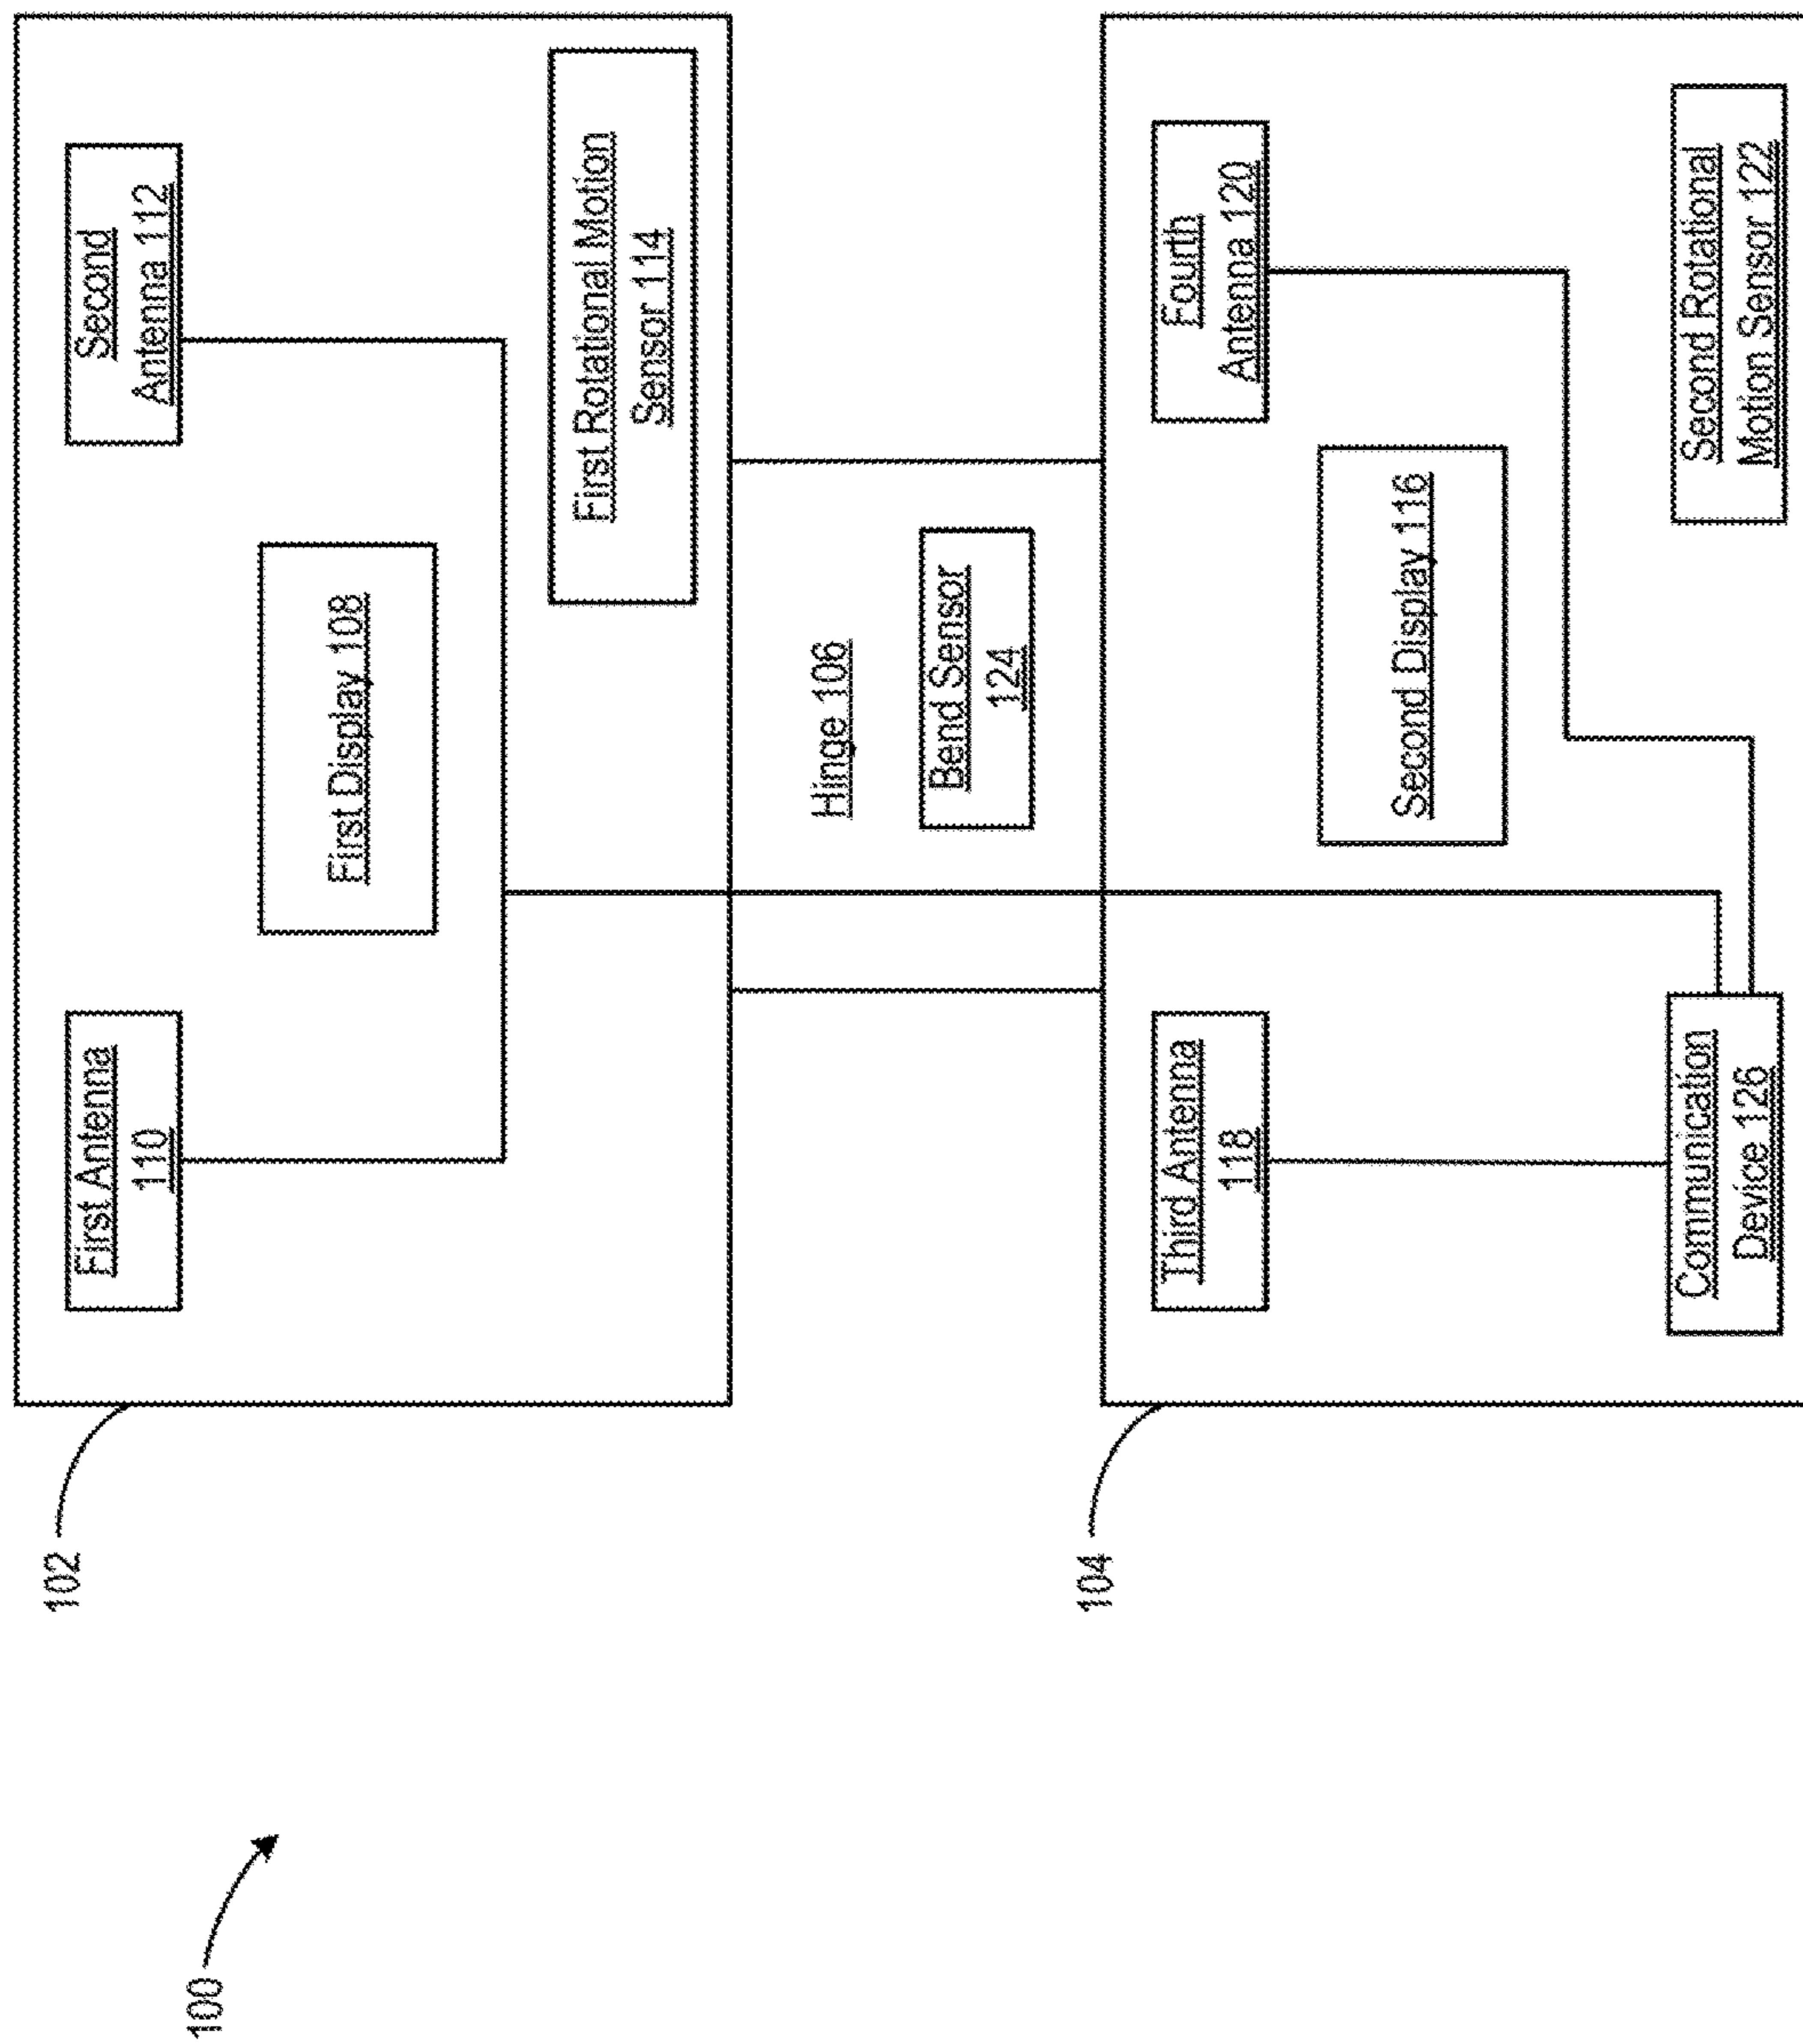 100
102
First Antenna
110
First Display 108
Second
Antenna 112
First Rotational Motion
Sensor 114
Hinge 106
Bend Sensor
124
104
Third Antenna
118
Fourth
Antenna 120
Second Display 116
Communication
Device 126
Second Rotational
Motion Sensor 122